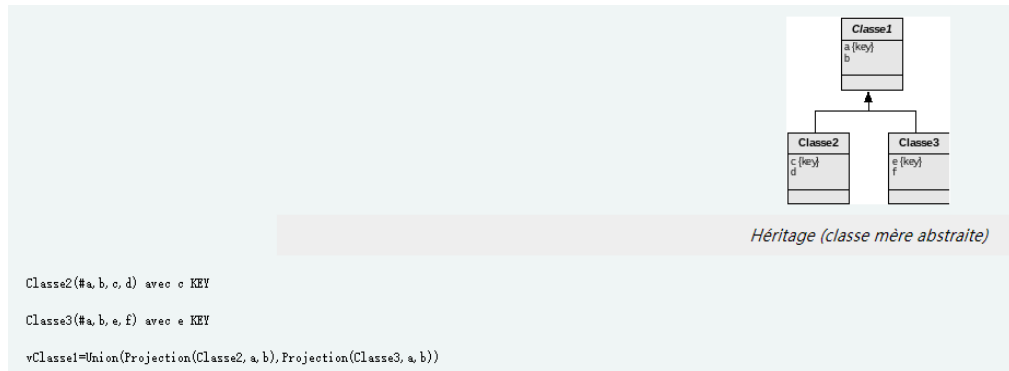 Classe1
a {key}
b
Classe2
c {key}
d
Classe3
e {key}
f
Héritage (classe mère abstraite)
Classe2(#a,b,c,d) avec c KEY
Classe3(#a,b,e,f) avec e KEY
vClasse1=Union(Projection(Classe2,a,b),Projection(Classe3,a,b))